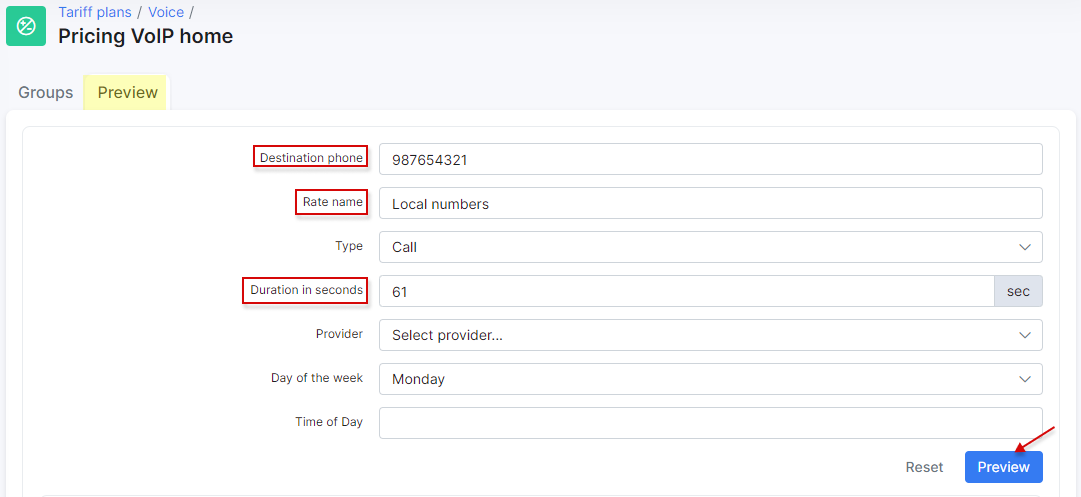 Tariff plans / Voice /
Pricing VoIP home
Groups Preview
Destination phone 987654321
Rate name Local numbers
Type Call
Duration in seconds 61 sec
Provider Select provider...
Day of the week Monday
Time of Day
Reset Preview